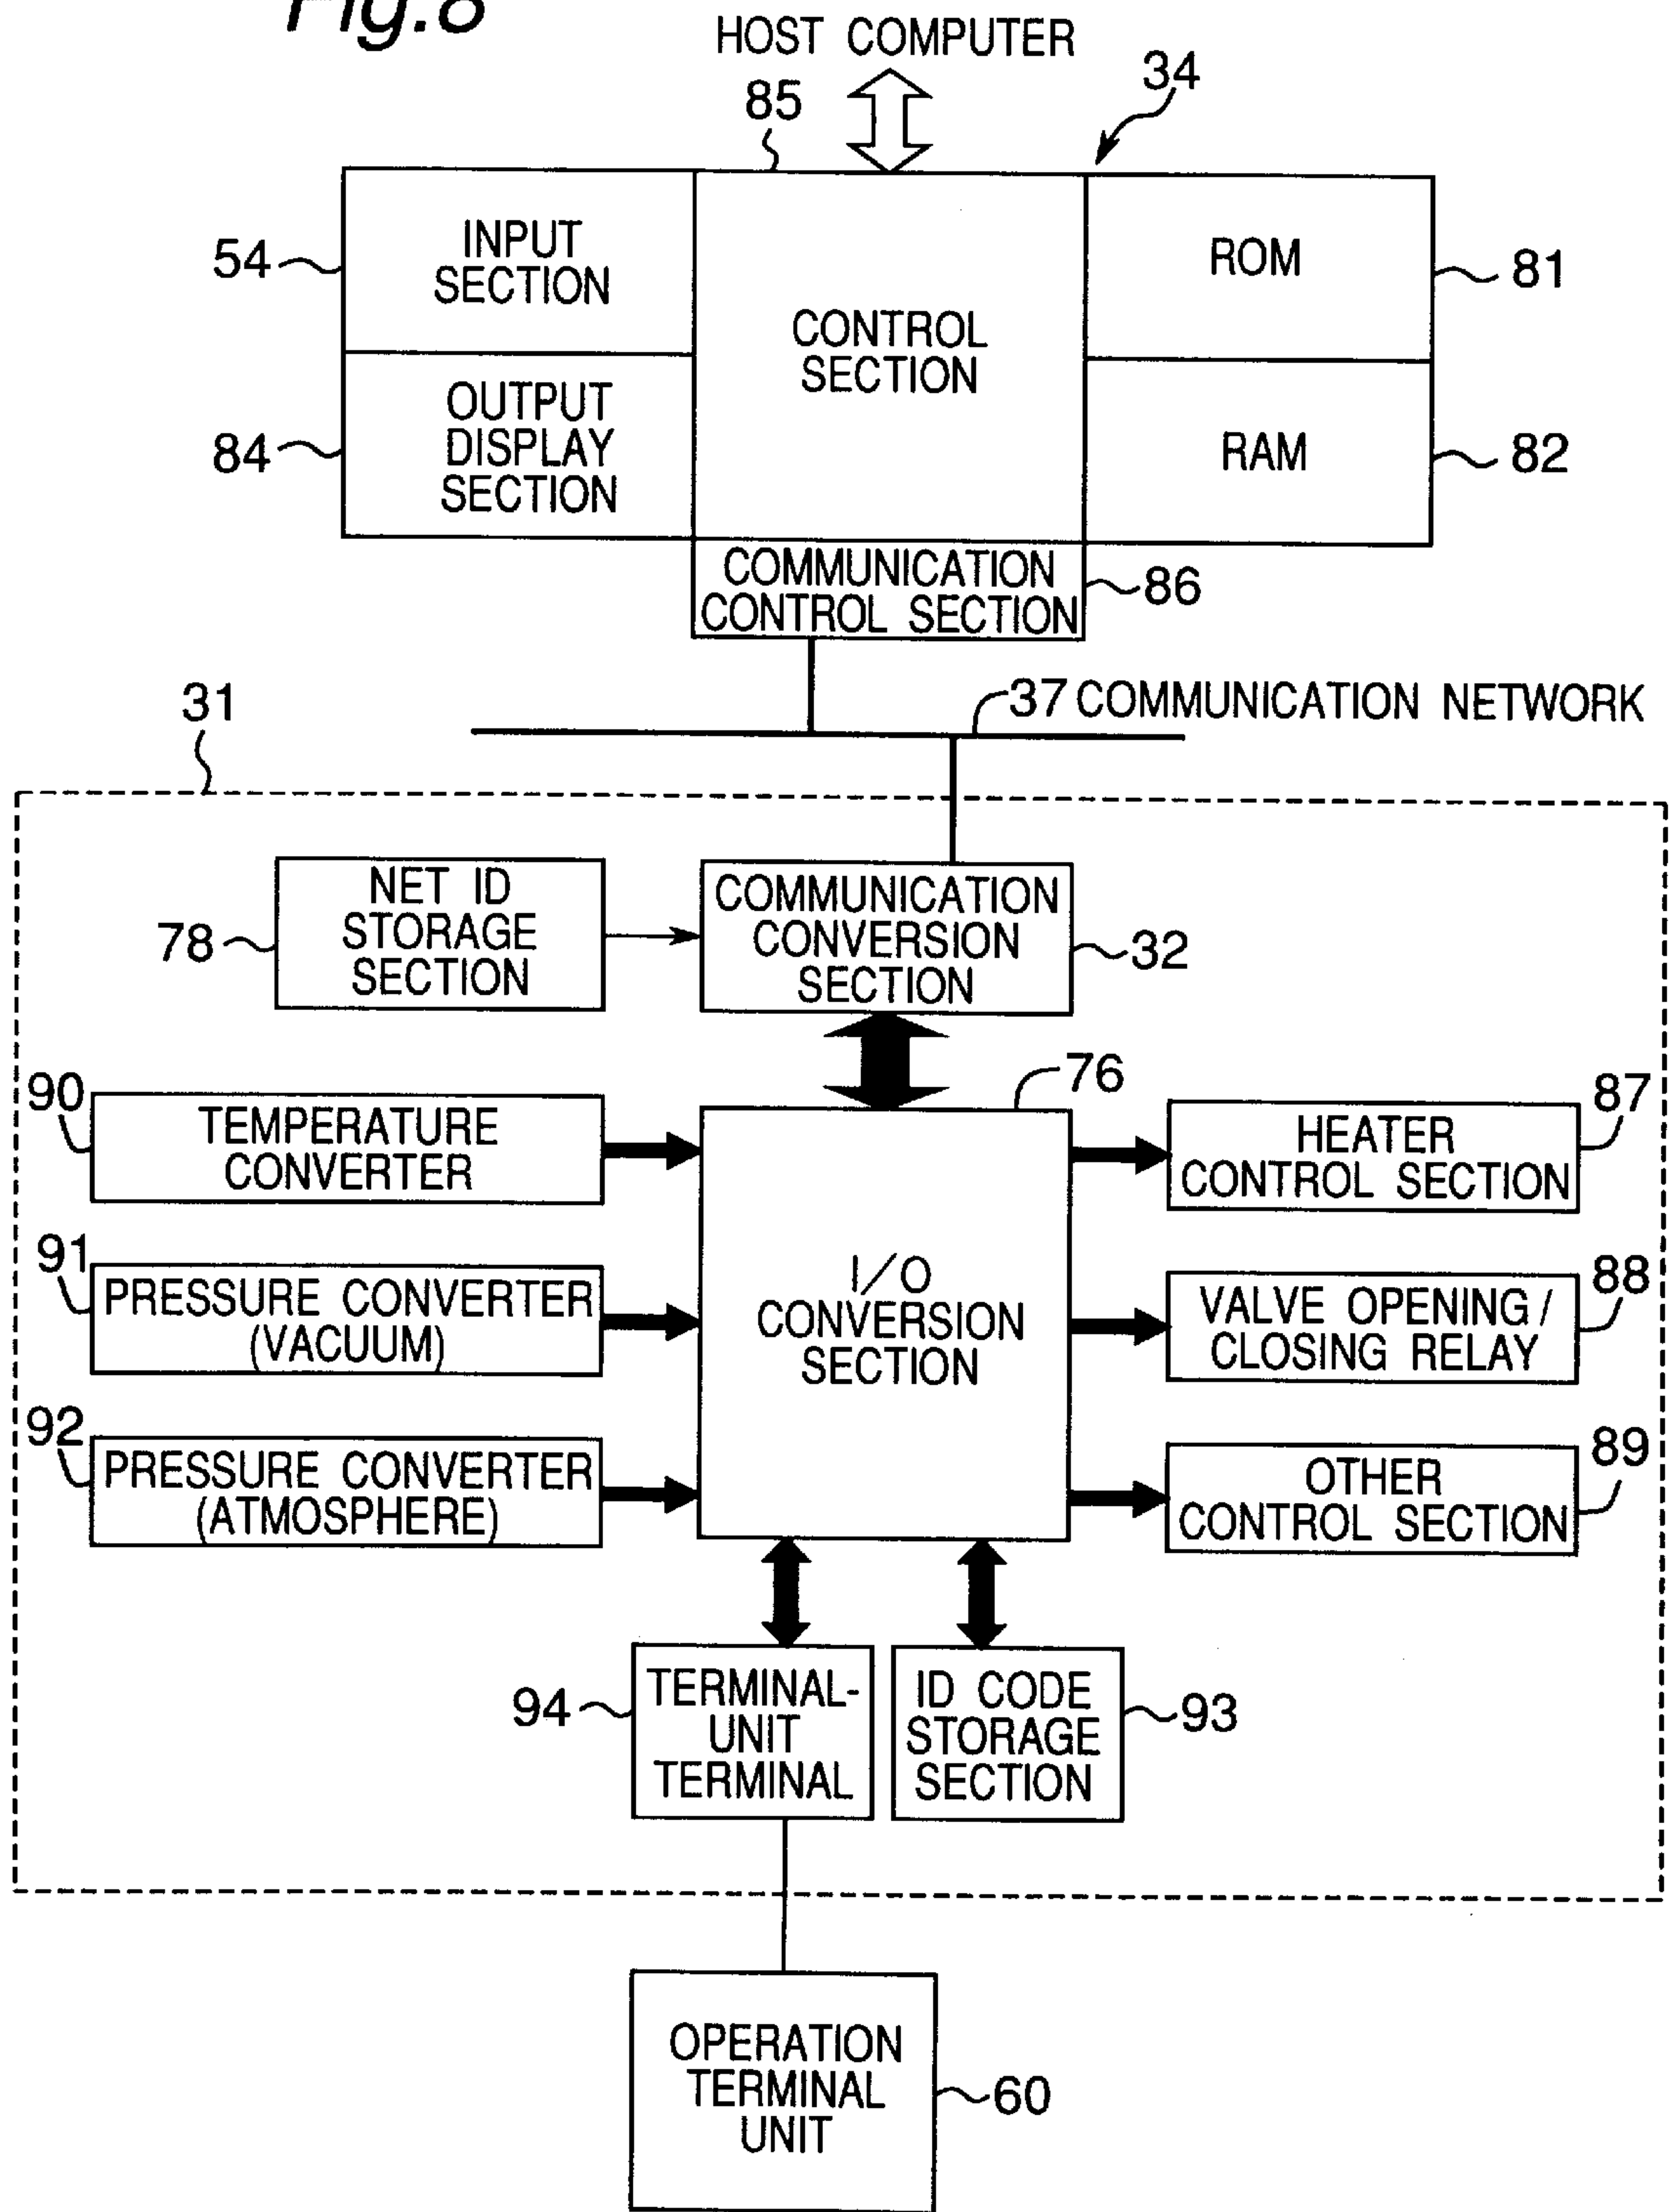 Fig.8
HOST COMPUTER
34
85
INPUT
SECTION
54
CONTROL
SECTION
ROM
81
OUTPUT
DISPLAY
SECTION
84
RAM
82
COMMUNICATION
CONTROL SECTION
86
31
37 COMMUNICATION NETWORK
NET ID
STORAGE
SECTION
78
COMMUNICATION
CONVERSION
SECTION
32
76
90
TEMPERATURE
CONVERTER
87
HEATER
CONTROL SECTION
91
PRESSURE CONVERTER
(VACUUM)
I/O
CONVERSION
SECTION
88
VALVE OPENING/
CLOSING RELAY
92
PRESSURE CONVERTER
(ATMOSPHERE)
89
OTHER
CONTROL SECTION
94
TERMINAL-
UNIT
TERMINAL
ID CODE
STORAGE
SECTION
93
OPERATION
TERMINAL
UNIT
60